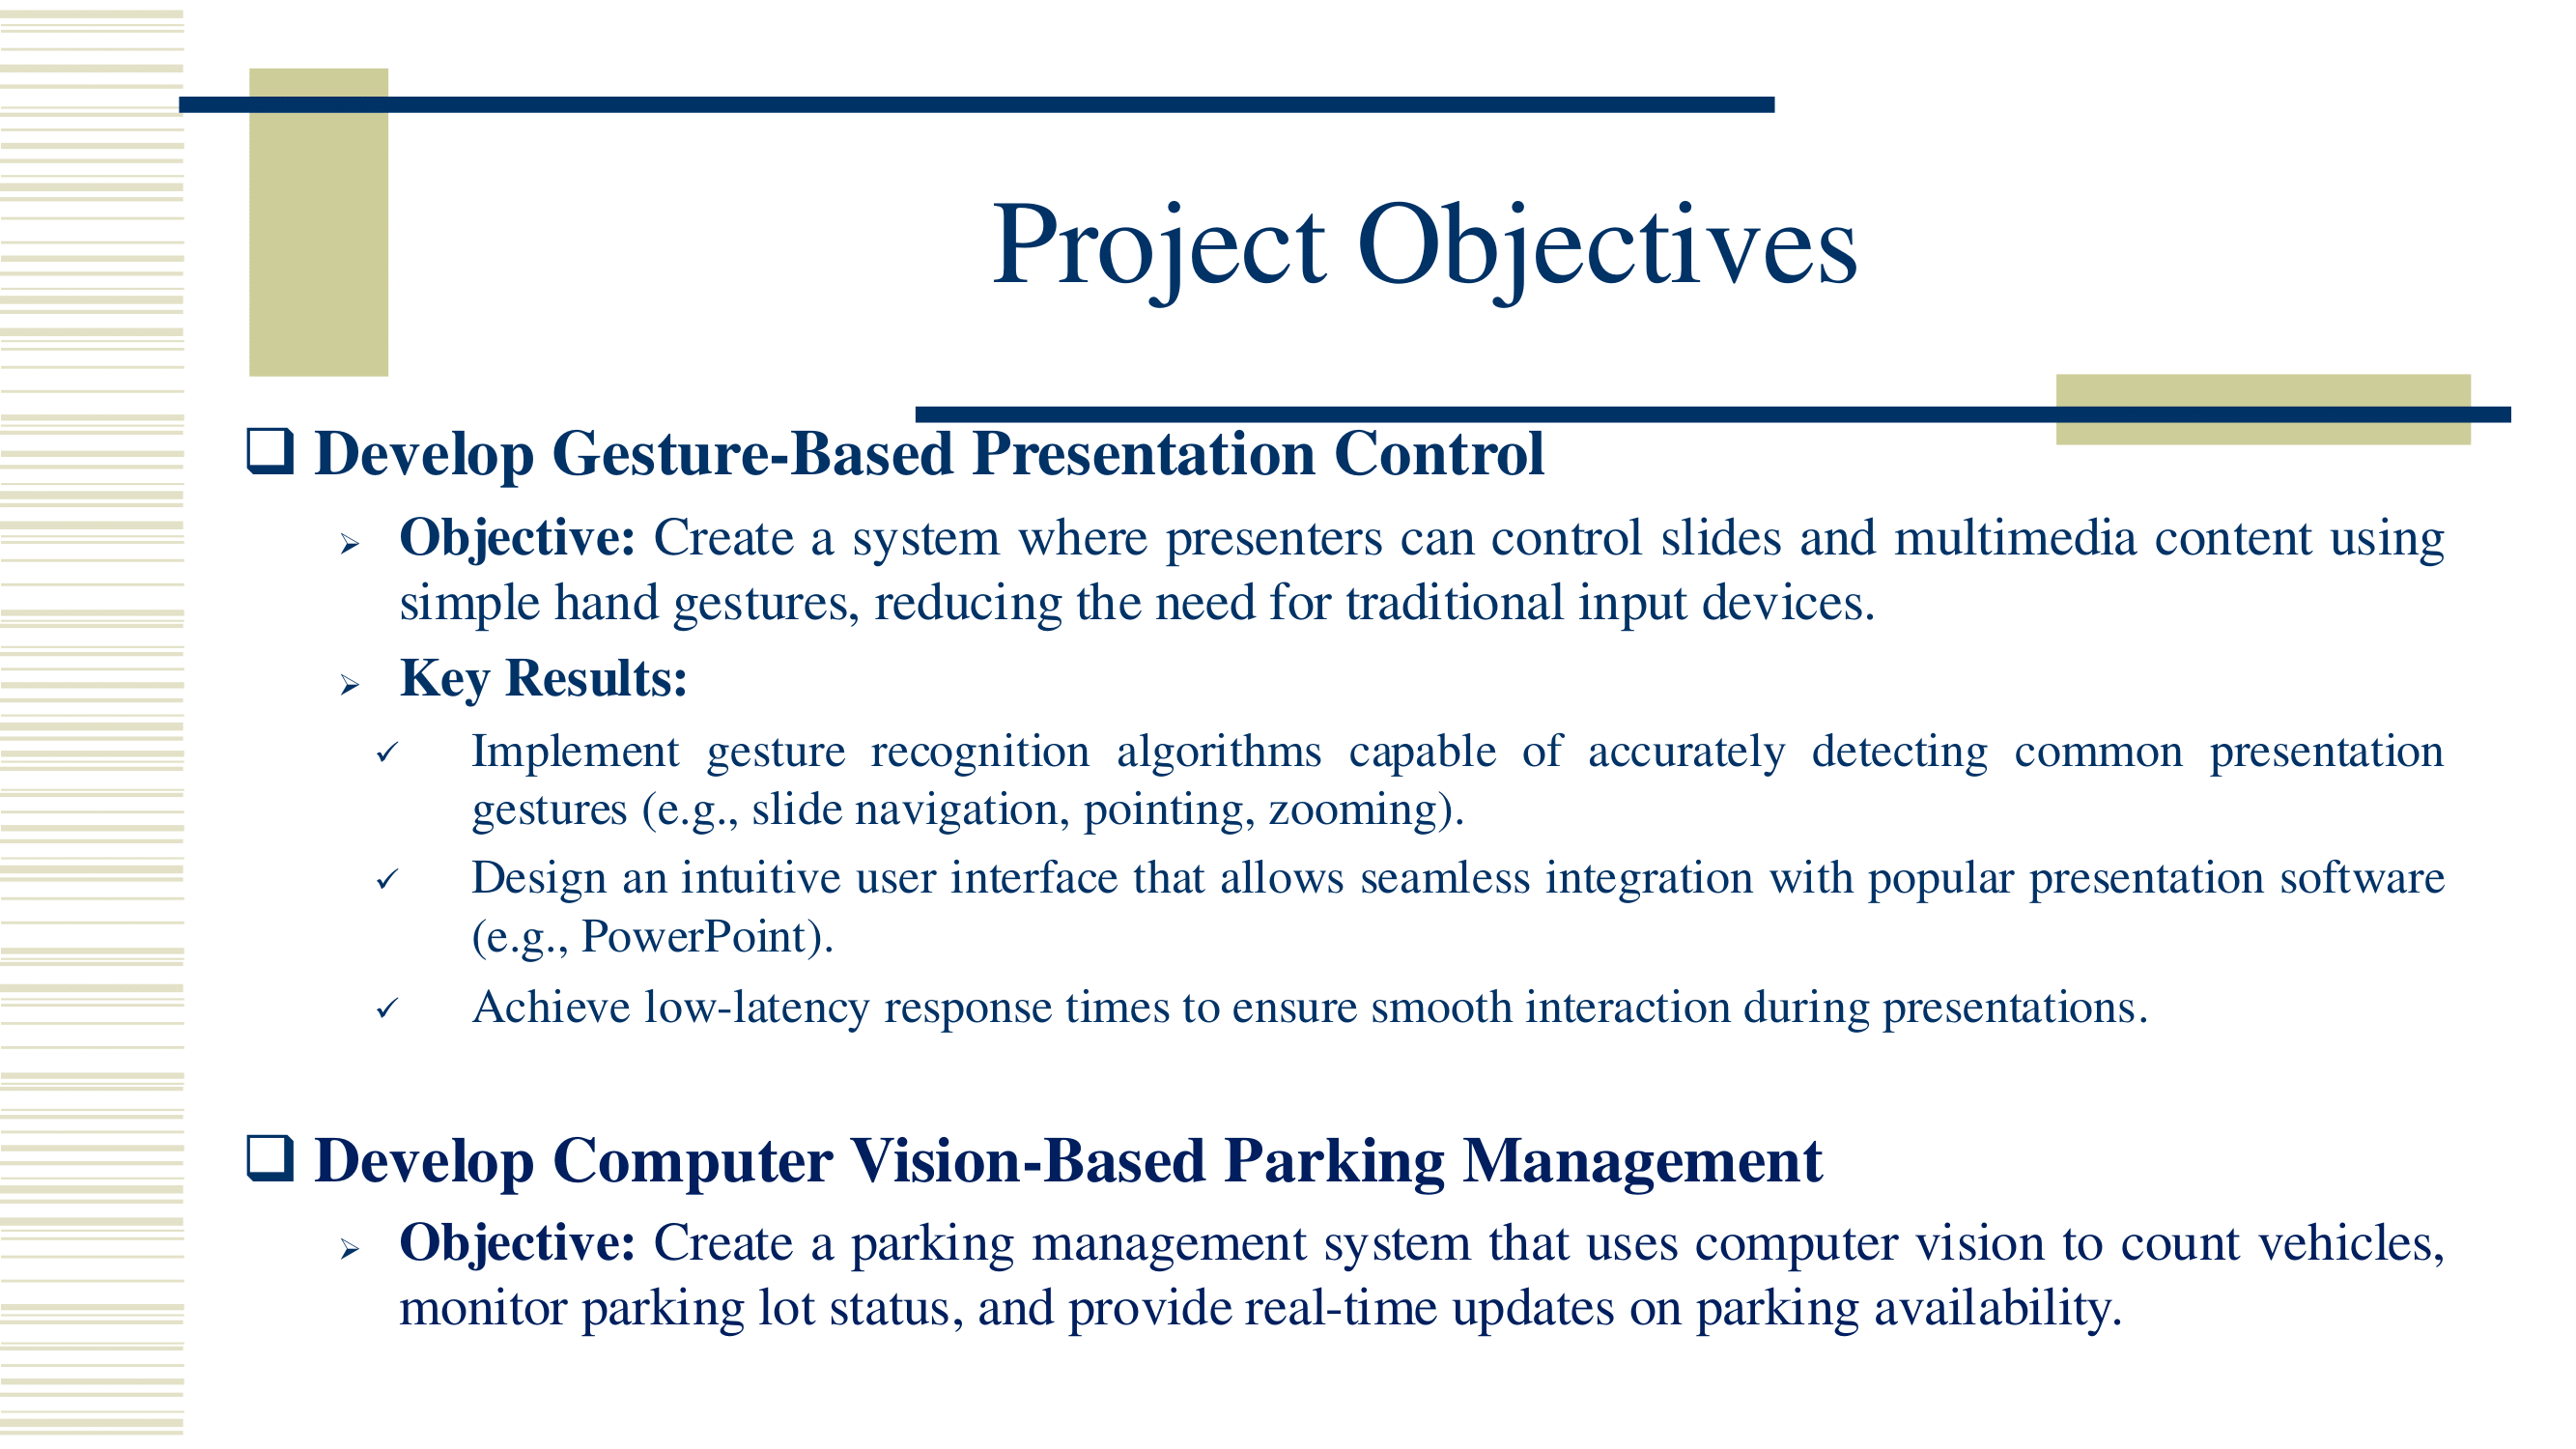 Project Objectives
❑ Develop Gesture-Based Presentation Control
➢ Objective: Create a system where presenters can control slides and multimedia content using
simple hand gestures, reducing the need for traditional input devices.
➢ Key Results:
✓ Implement gesture recognition algorithms capable of accurately detecting common presentation
gestures (e.g., slide navigation, pointing, zooming).
✓ Design an intuitive user interface that allows seamless integration with popular presentation software
(e.g., PowerPoint).
✓ Achieve low-latency response times to ensure smooth interaction during presentations.
❑ Develop Computer Vision-Based Parking Management
➢ Objective: Create a parking management system that uses computer vision to count vehicles,
monitor parking lot status, and provide real-time updates on parking availability.